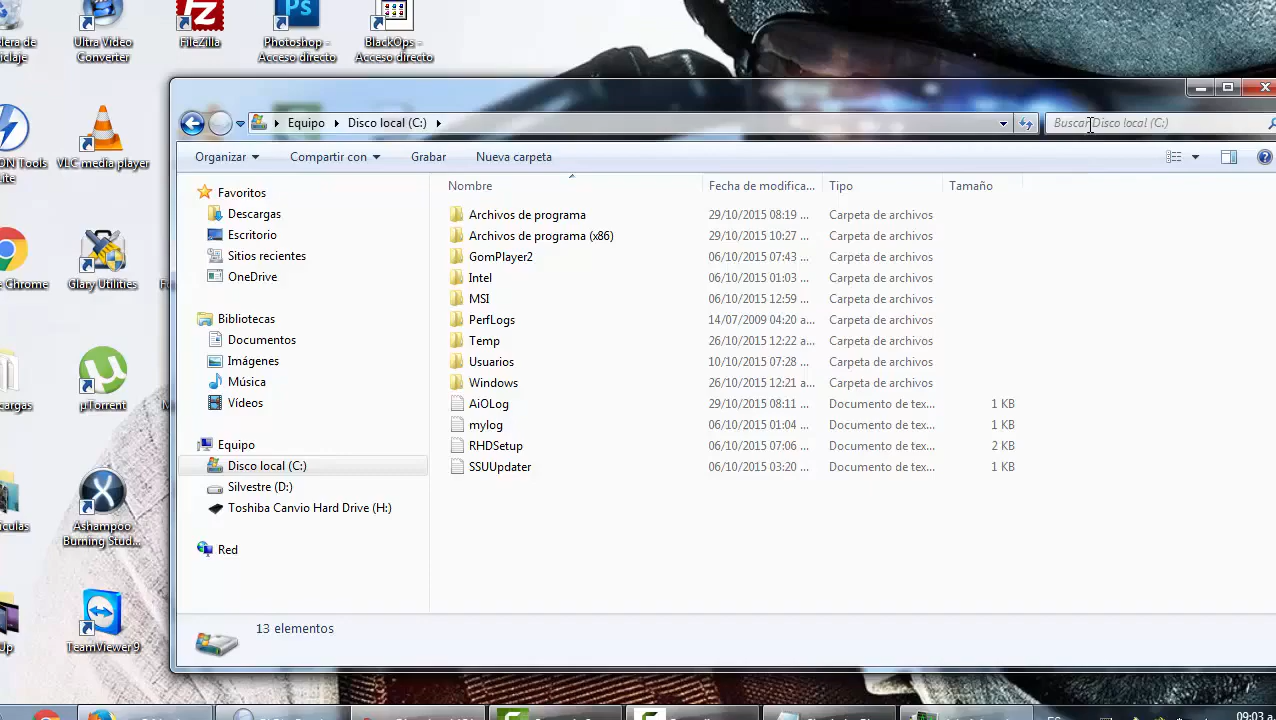 Ultra Video
Converter
FileZilla
Photoshop -
Acceso directo
BlackOps -
Acceso directo
VLC media player
Glary Utilities
µTorrent
Ashampoo
Burning Stud...
TeamViewer 9
Equipo
Disco local (C:)
Buscar Disco local (C:)
Organizar
Compartir con
Grabar
Nueva carpeta
Favoritos
Descargas
Escritorio
Sitios recientes
OneDrive
Bibliotecas
Documentos
Imágenes
Música
Vídeos
Equipo
Disco local (C:)
Silvestre (D:)
Toshiba Canvio Hard Drive (H:)
Red
Nombre Fecha de modifica... Tipo Tamaño
Archivos de programa 29/10/2015 08:19 ... Carpeta de archivos
Archivos de programa (x86) 29/10/2015 10:27 ... Carpeta de archivos
GomPlayer2 06/10/2015 07:43 ... Carpeta de archivos
Intel 06/10/2015 01:03 ... Carpeta de archivos
MSI 06/10/2015 12:59 ... Carpeta de archivos
PerfLogs 14/07/2009 04:20 a... Carpeta de archivos
Temp 26/10/2015 12:22 a... Carpeta de archivos
Usuarios 10/10/2015 07:28 ... Carpeta de archivos
Windows 26/10/2015 12:21 a... Carpeta de archivos
AiOLog 29/10/2015 08:11 ... Documento de tex... 1 KB
mylog 06/10/2015 01:04 ... Documento de tex... 1 KB
RHDSetup 06/10/2015 07:06 ... Documento de tex... 2 KB
SSUUpdater 06/10/2015 03:20 ... Documento de tex... 1 KB
13 elementos
09:03